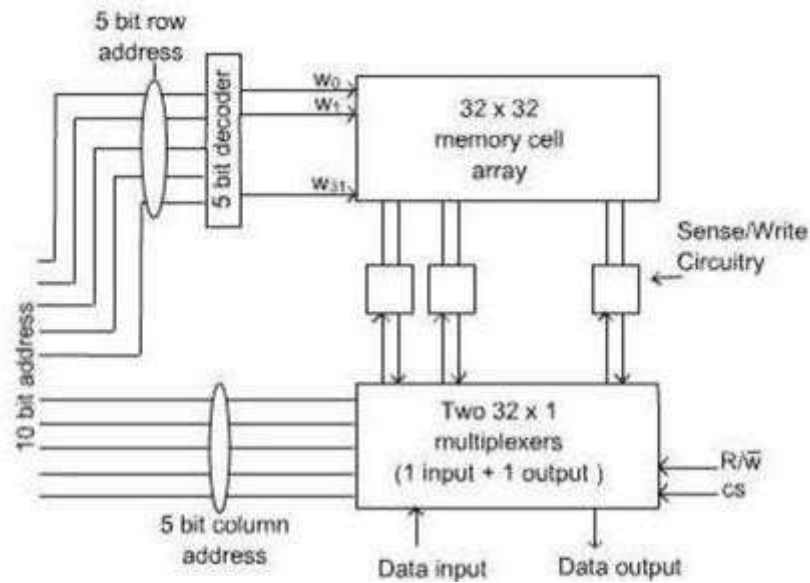 5 bit row
address
5 bit decoder
w0
w1
w31
32 x 32
memory cell
array
Sense/Write
Circuitry
10 bit address
Two 32 x 1
multiplexers
(1 input + 1 output )
R/w̅
cs
5 bit column
address
Data input
Data output